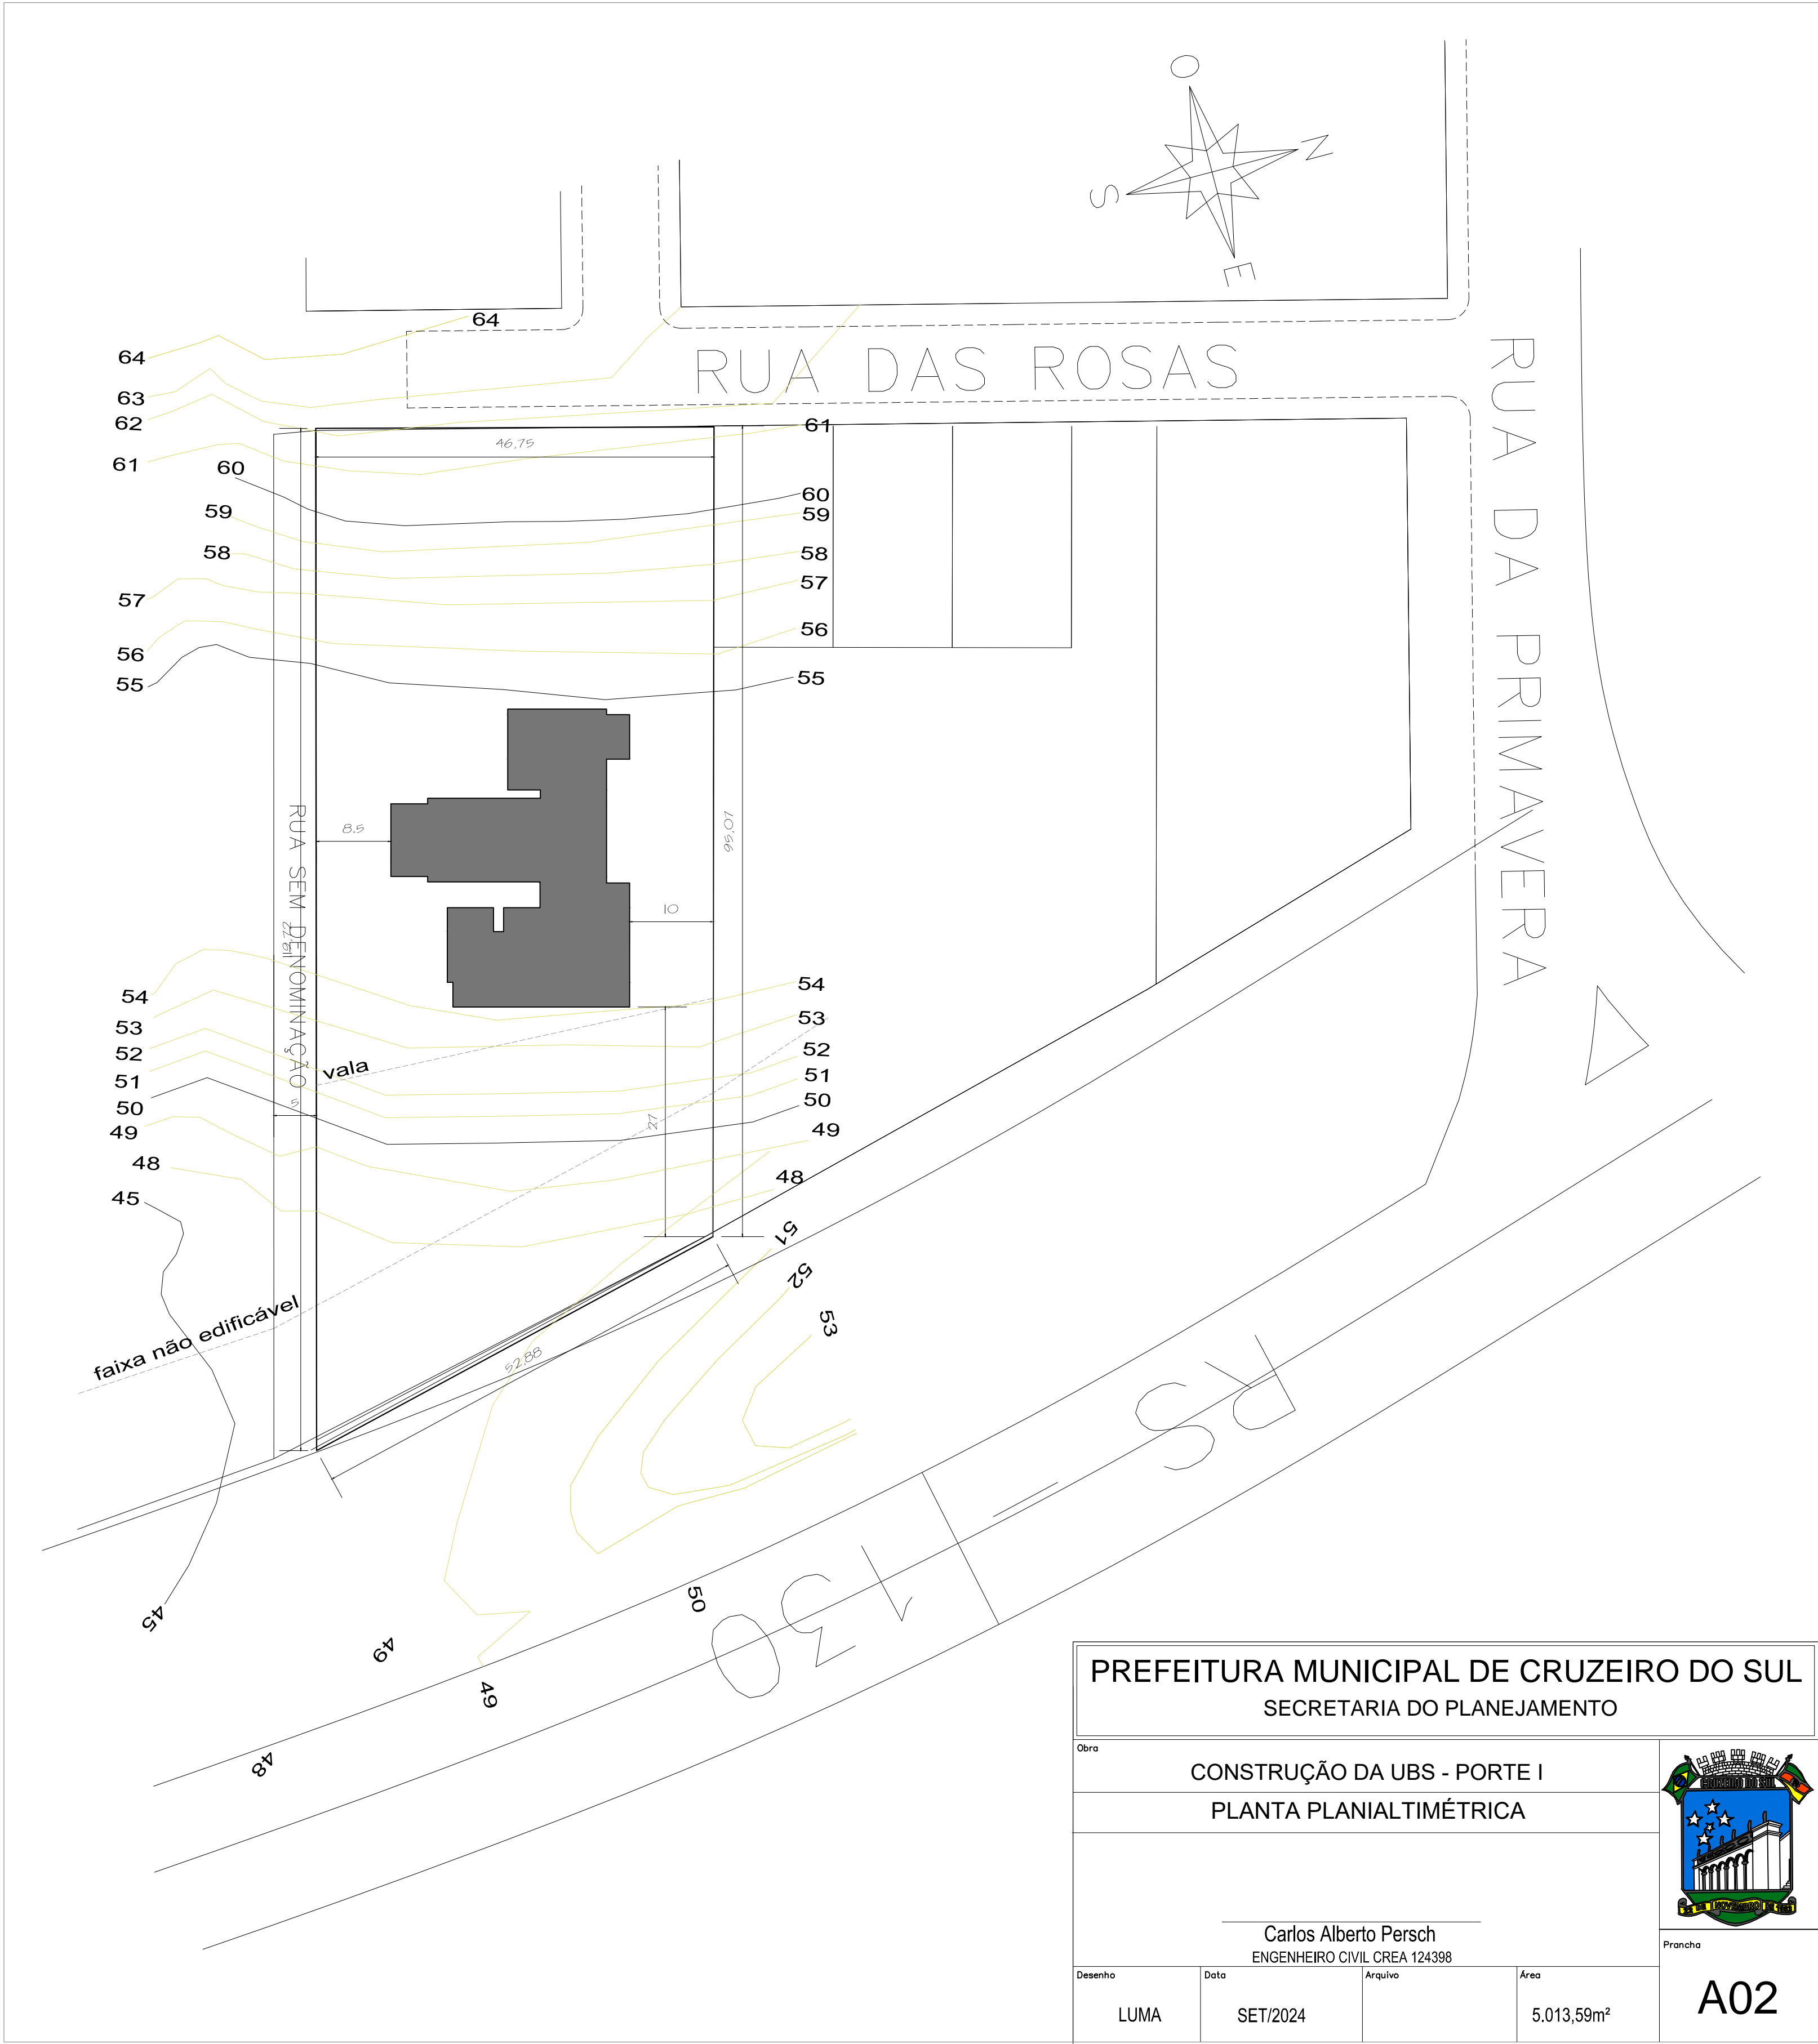 O
N
S
E
RUA DAS ROSAS
RUA DA PRIMAVERA
64
64
63
62
61
61
46,75
60
60
59
59
58
58
57
57
56
56
55
55
8.5
95,07
10
RUA SEM DENOMINAÇÃO
54
54
53
53
52
52
51
51
50
50
49
49
48
48
45
vala
5
27
faixa não edificável
51
52
53
52,88
RS - 130
45
49
49
50
48
PREFEITURA MUNICIPAL DE CRUZEIRO DO SUL
SECRETARIA DO PLANEJAMENTO
Obra
CONSTRUÇÃO DA UBS - PORTE I
PLANTA PLANIALTIMÉTRICA
CRUZEIRO DO SUL
Carlos Alberto Persch
ENGENHEIRO CIVIL CREA 124398
Prancha
A02
Desenho
LUMA
Data
SET/2024
Arquivo
Área
5.013,59m²